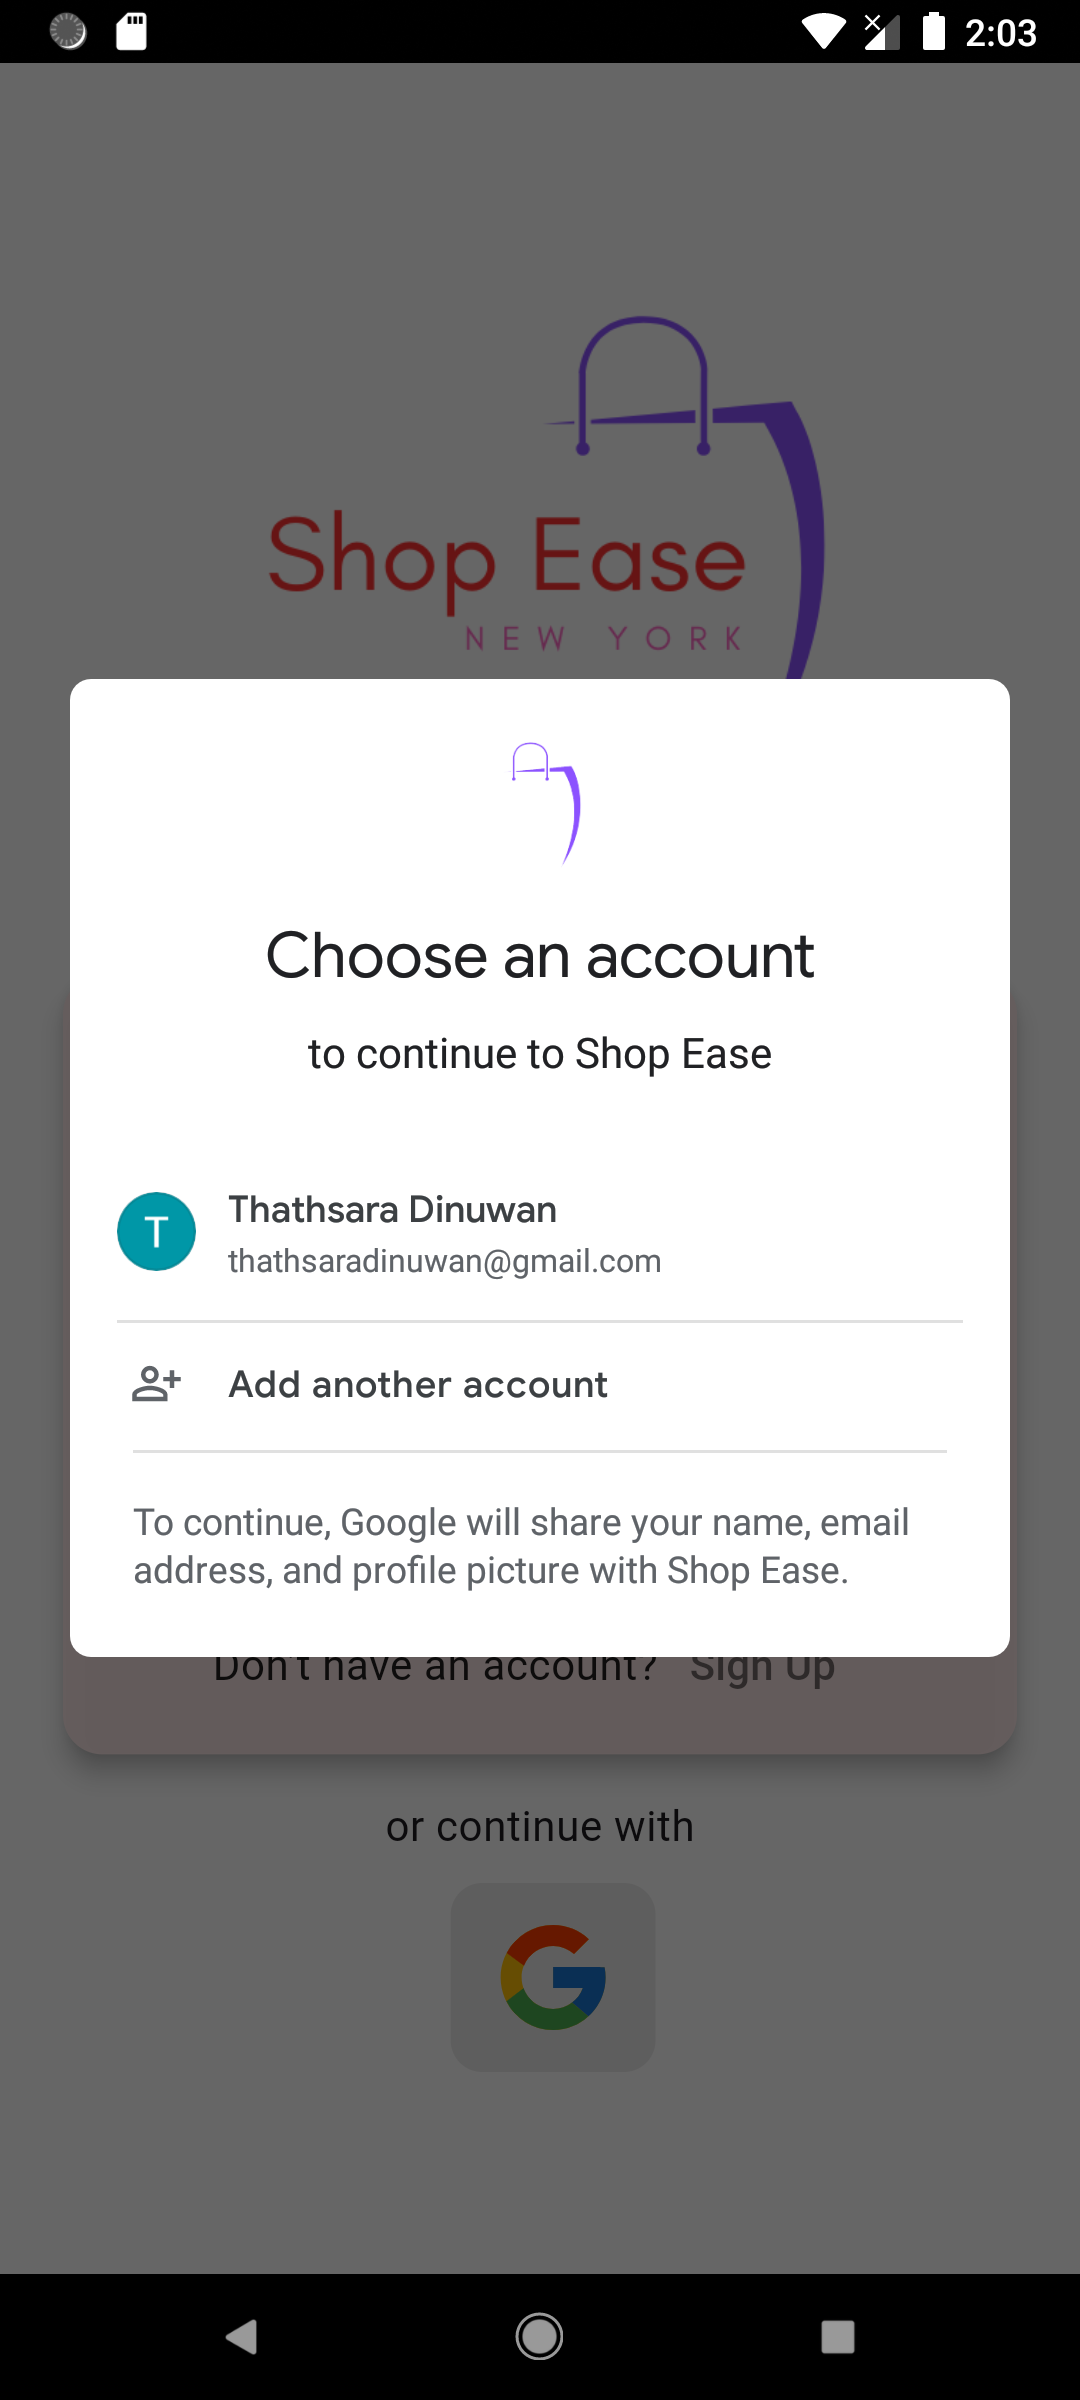 2:03
Shop Ease
NEW YORK
Choose an account
to continue to Shop Ease
T
Thathsara Dinuwan
thathsaradinuwan@gmail.com
Add another account
To continue, Google will share your name, email
address, and profile picture with Shop Ease.
Don't have an account? Sign Up
or continue with
G